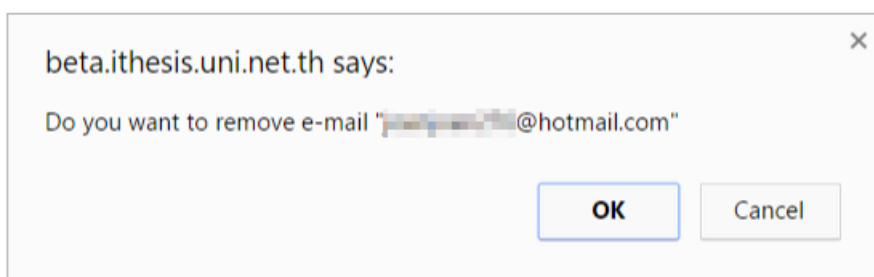 beta.ithesis.uni.net.th says:
Do you want to remove e-mail "@hotmail.com"
OK
Cancel